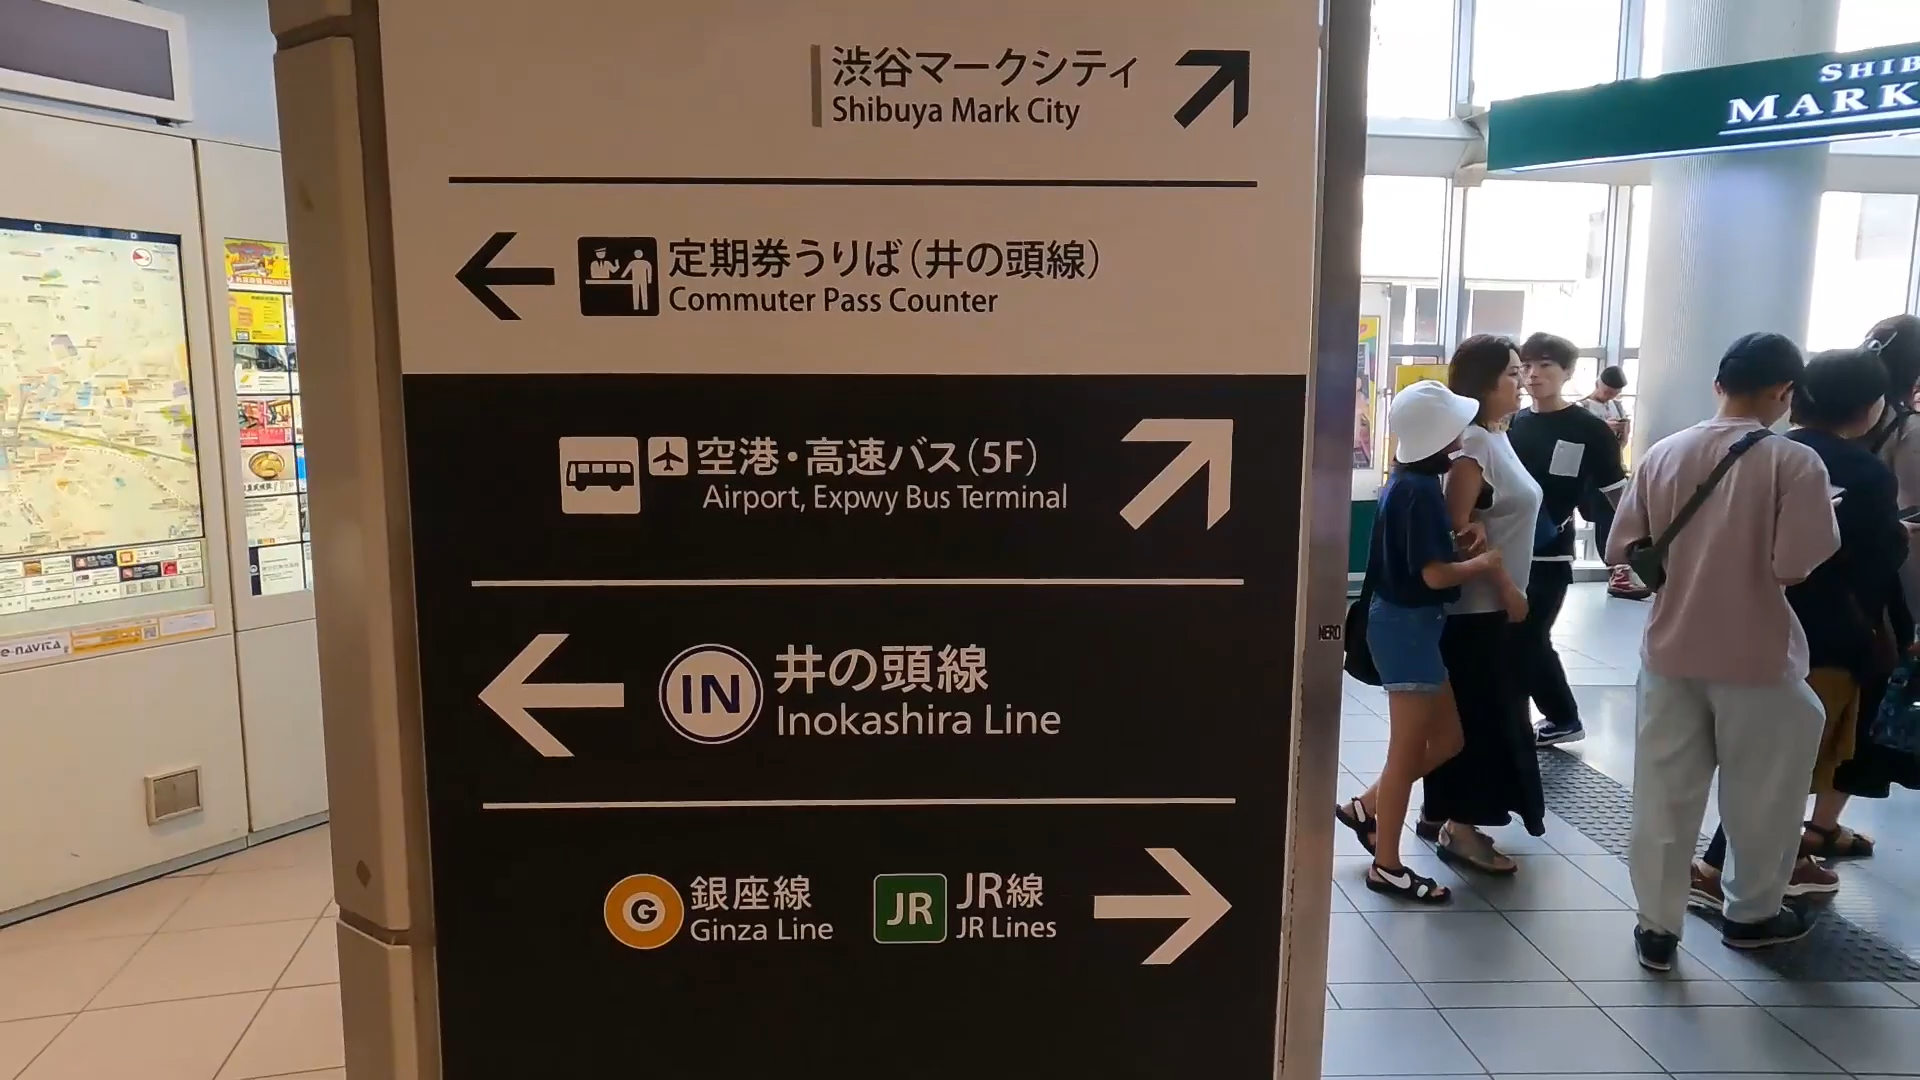 渋谷マークシティ
Shibuya Mark City
定期券うりば（井の頭線）
Commuter Pass Counter
空港・高速バス（5F）
Airport, Expwy Bus Terminal
IN 井の頭線
Inokashira Line
G 銀座線
Ginza Line
JR JR線
JR Lines
SHIB
MARK
NERO
e-NAVITA
C D